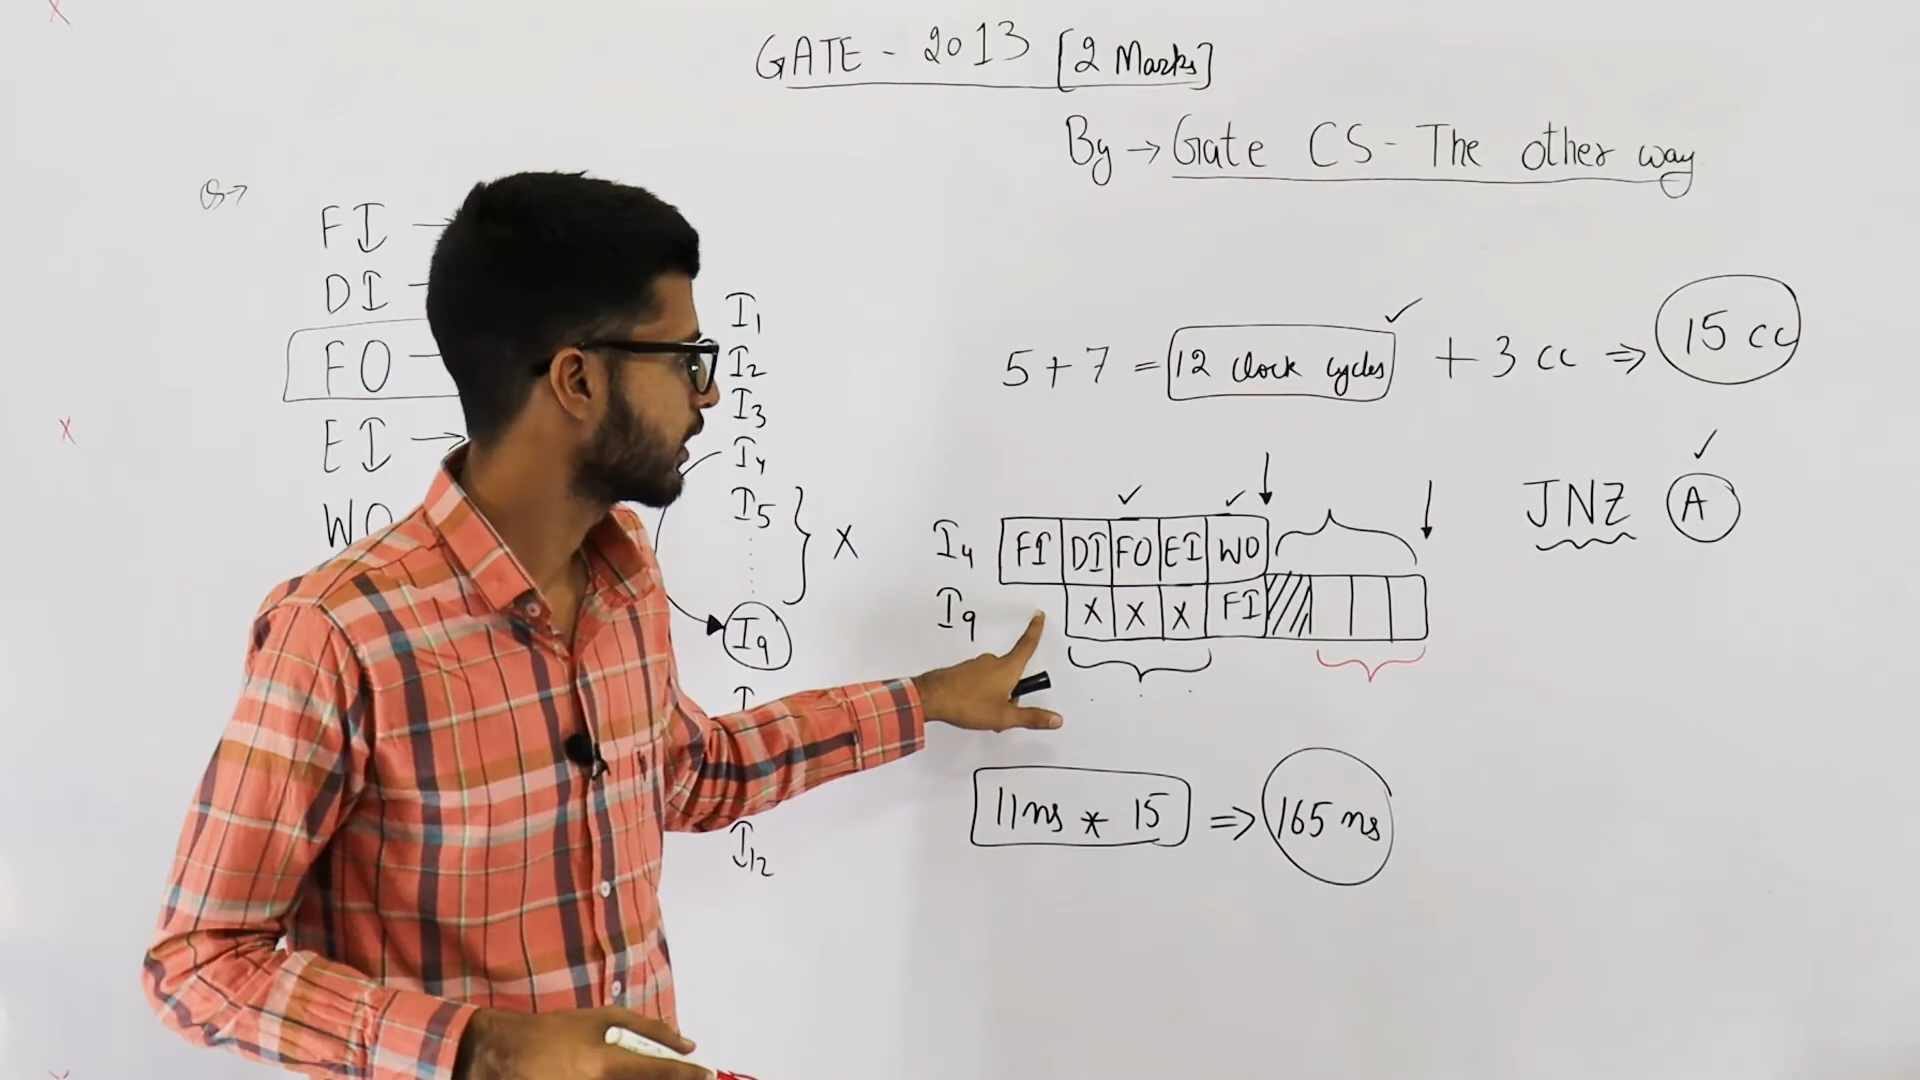 GATE - 2013 [2 Marks]
By → Gate CS - The other way
Q→
FI →
DI
FO
EI →
WO
I1
I2
I3
I4
I5
X
I9
I
I12
5 + 7 = 12 clock cycles + 3 cc ⇒ 15 cc
JNZ A
I4 FI DI FO EI WO
I9 X X X FI
11ns * 15 ⇒ 165 ns